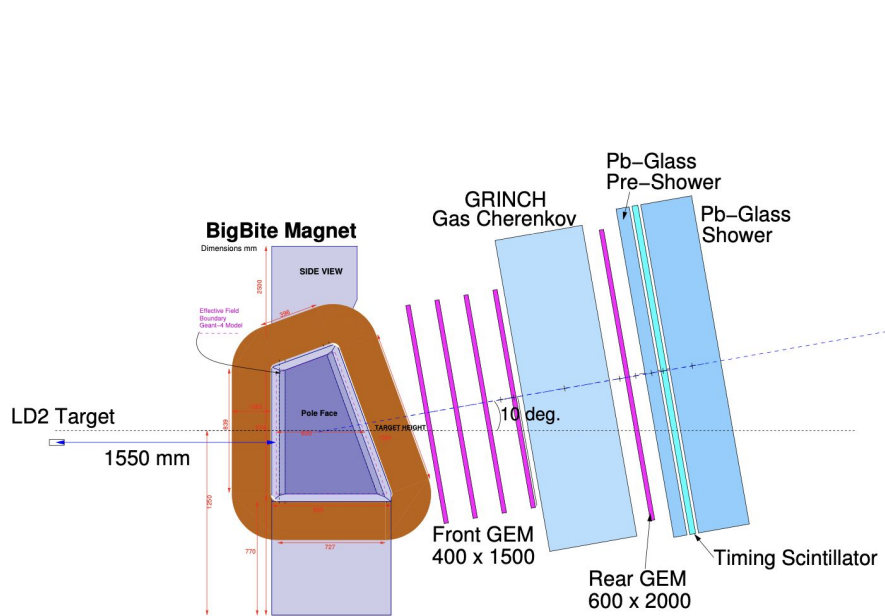 Pb−Glass
Pre−Shower
GRINCH
Gas Cherenkov
Pb−Glass
Shower
BigBite Magnet
Dimensions mm
SIDE VIEW
2500
Effective Field
Boundary
Geant−4 Model
Pole Face
10 deg.
LD2 Target
TARGET HEIGHT
1550 mm
1250
770
727
Front GEM
400 x 1500
Timing Scintillator
Rear GEM
600 x 2000